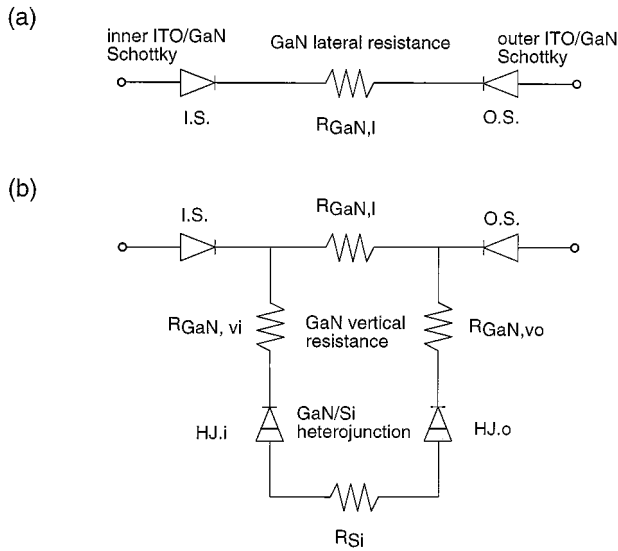 (a)
inner ITO/GaN
Schottky
GaN lateral resistance
outer ITO/GaN
Schottky
I.S.
RGaN,l
O.S.
(b)
I.S.
RGaN,l
O.S.
RGaN, vi
GaN vertical
resistance
RGaN,vo
HJ.i
GaN/Si
heterojunction
HJ.o
RSi